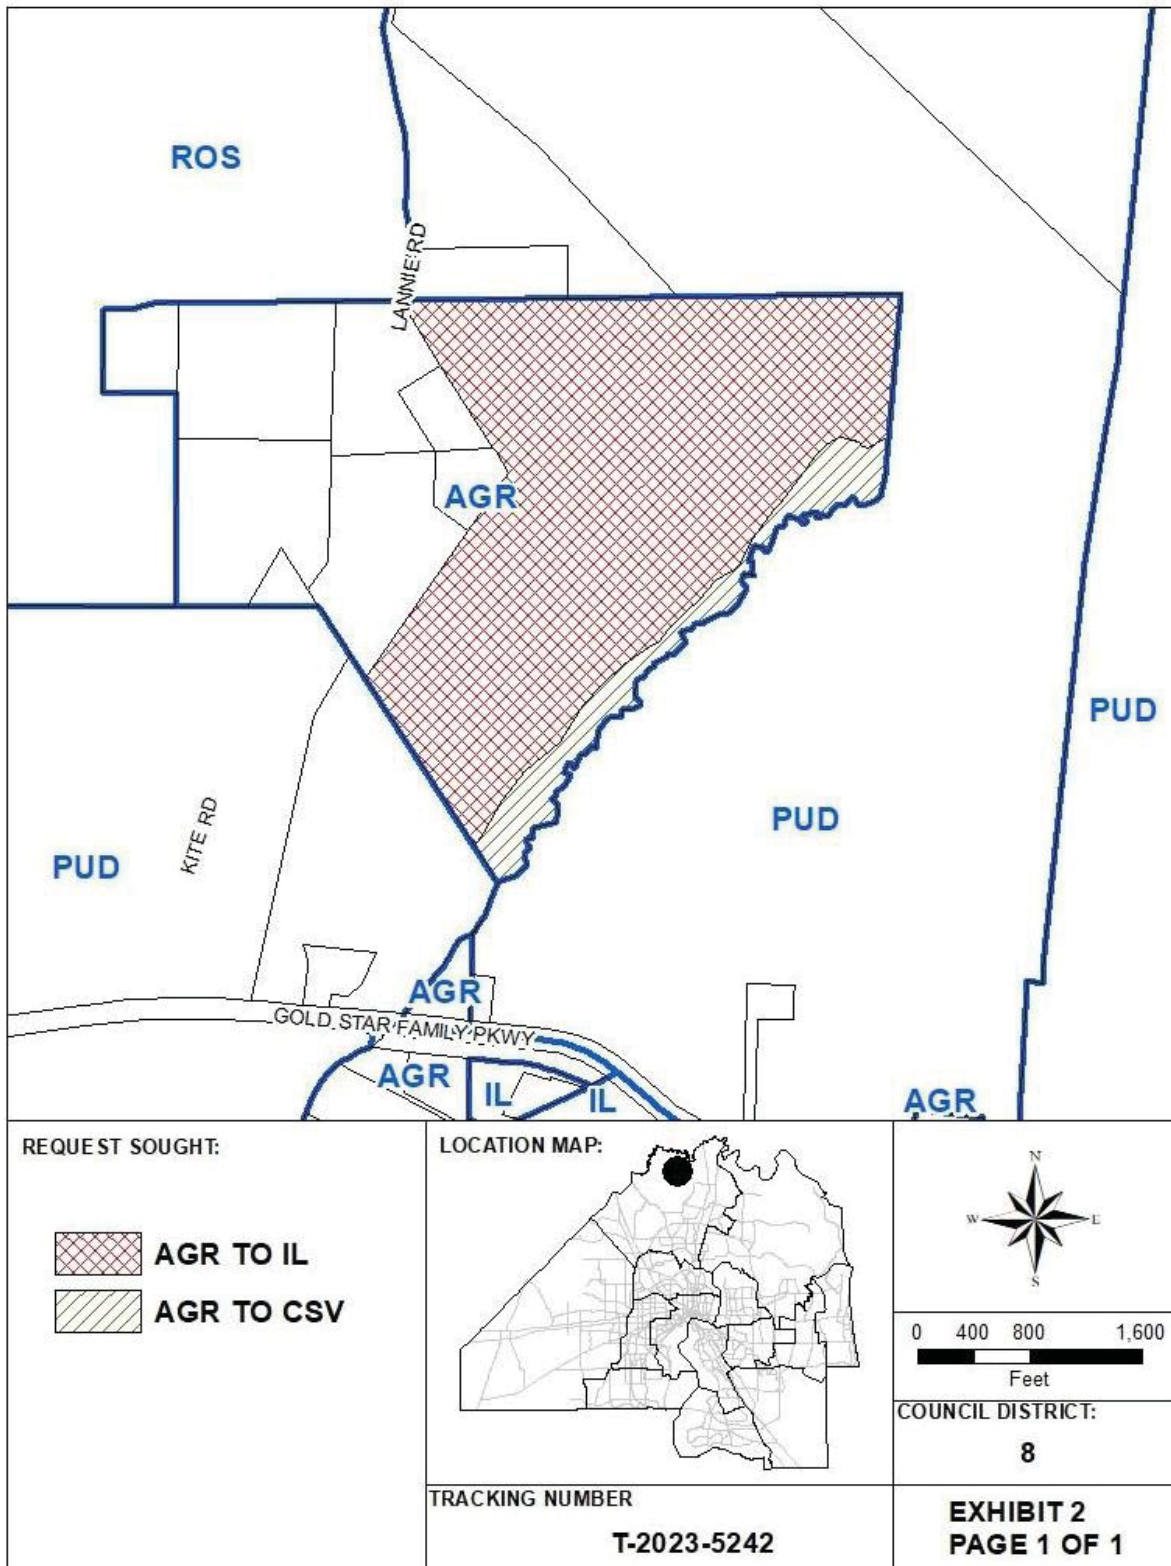 ROS
LANNIE RD
AGR
PUD
PUD
KITE RD
PUD
AGR
GOLD STAR FAMILY PKWY
AGR
IL
IL
AGR
REQUEST SOUGHT:
AGR TO IL
AGR TO CSV
LOCATION MAP:
N
W
E
S
0 400 800 1,600
Feet
COUNCIL DISTRICT:
8
TRACKING NUMBER
T-2023-5242
EXHIBIT 2
PAGE 1 OF 1